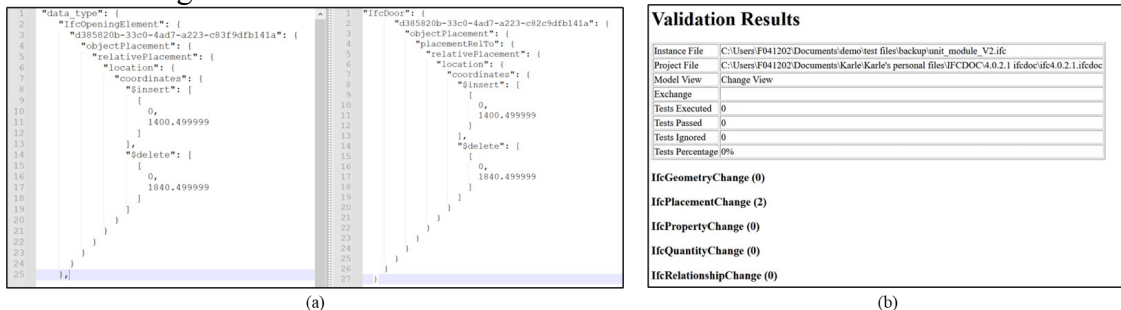 1 "data_type": {
2 "IfcOpeningElement": {
3 "d385820b-33c0-4ad7-a223-c83f9dfb141a": {
4 "objectPlacement": {
5 "relativePlacement": {
6 "location": {
7 "coordinates": {
8 "$insert": [
9 [
10 0,
11 1400.499999
12 ]
13 ],
14 "$delete": [
15 [
16 0,
17 1840.499999
18 ]
19 ]
20 }
21 }
22 }
23 }
24 }
25 },
1 "IfcDoor": {
2 "d385820b-33c0-4ad7-a223-c82c9dfb141a": {
3 "objectPlacement": {
4 "placementRelTo": {
5 "relativePlacement": {
6 "location": {
7 "coordinates": {
8 "$insert": [
9 [
10 0,
11 1400.499999
12 ]
13 ],
14 "$delete": [
15 [
16 0,
17 1840.499999
18 ]
19 ]
20 }
21 }
22 }
23 }
24 }
25 }
26 }
27 }
(a)
Validation Results
Instance File C:\Users\F041202\Documents\demo\test files\backup\unit_module_V2.ifc
Project File C:\Users\F041202\Documents\Karle\Karle's personal files\IFCDOC\4.0.2.1 ifcdoc\ifc4.0.2.1.ifcdoc
Model View Change View
Exchange
Tests Executed 0
Tests Passed 0
Tests Ignored 0
Tests Percentage 0%
IfcGeometryChange (0)
IfcPlacementChange (2)
IfcPropertyChange (0)
IfcQuantityChange (0)
IfcRelationshipChange (0)
(b)